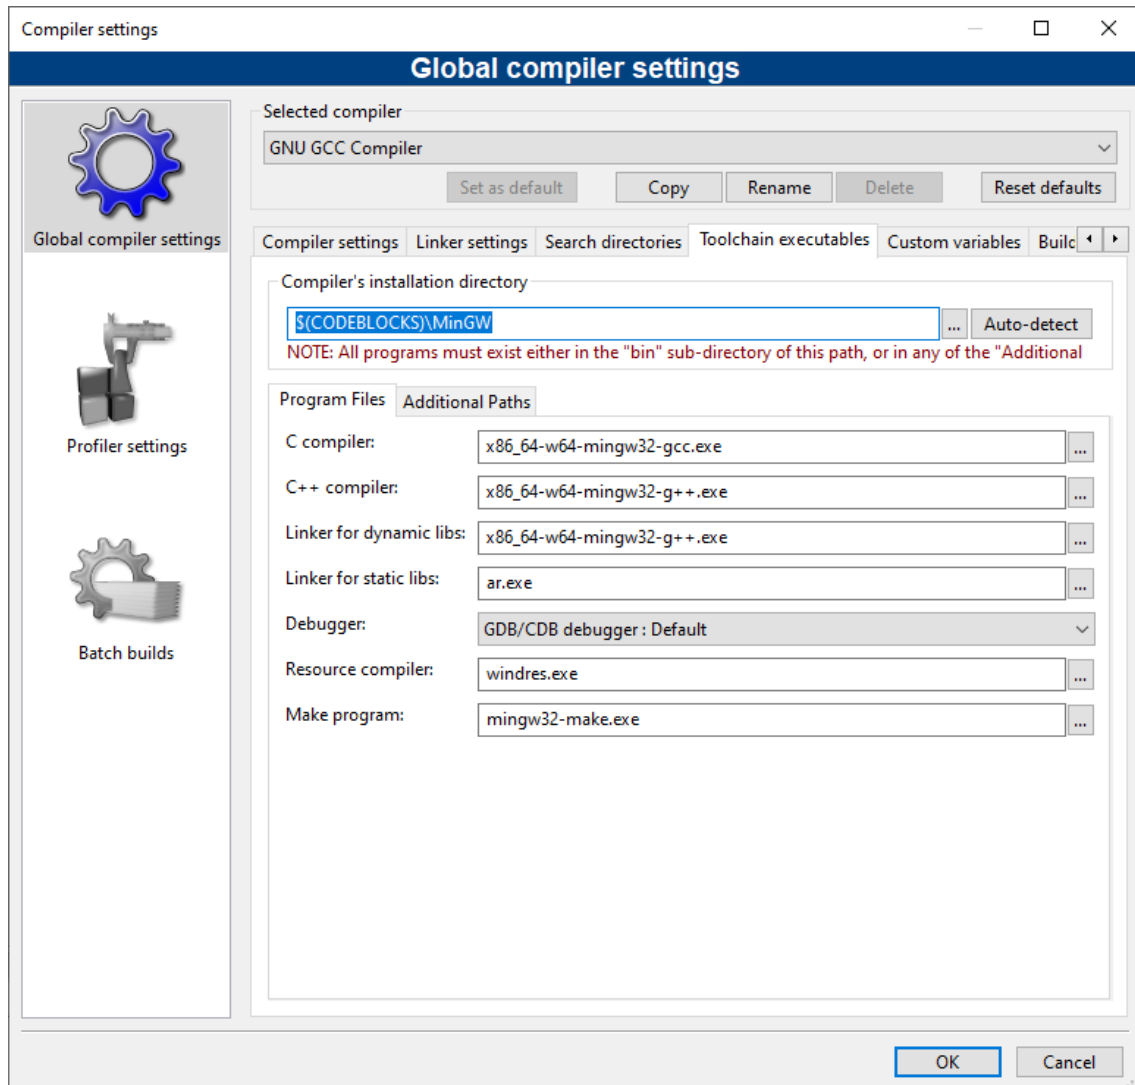 Compiler settings
Global compiler settings
Global compiler settings
Profiler settings
Batch builds
Selected compiler
GNU GCC Compiler
Set as default Copy Rename Delete Reset defaults
Compiler settings Linker settings Search directories Toolchain executables Custom variables Build
Compiler's installation directory
$(CODEBLOCKS)\MinGW ... Auto-detect
NOTE: All programs must exist either in the "bin" sub-directory of this path, or in any of the "Additional
Program Files Additional Paths
C compiler: x86_64-w64-mingw32-gcc.exe ...
C++ compiler: x86_64-w64-mingw32-g++.exe ...
Linker for dynamic libs: x86_64-w64-mingw32-g++.exe ...
Linker for static libs: ar.exe ...
Debugger: GDB/CDB debugger : Default
Resource compiler: windres.exe ...
Make program: mingw32-make.exe ...
OK Cancel